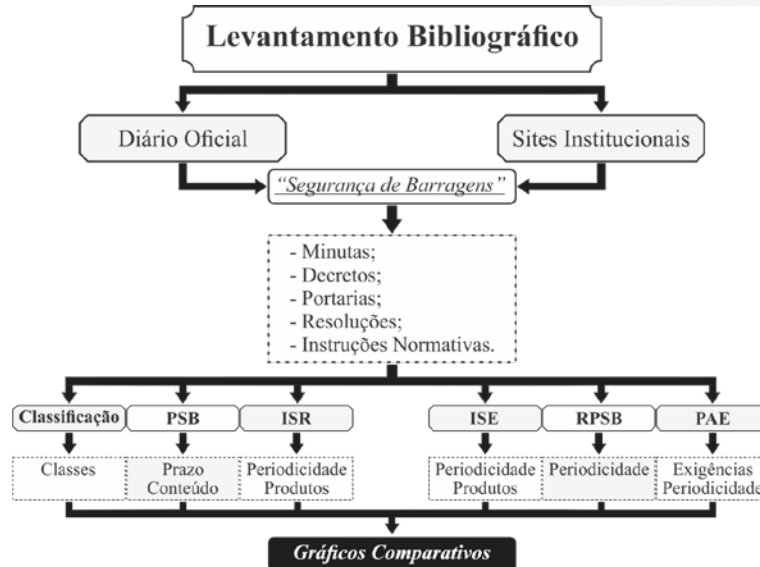 Levantamento Bibliográfico
Diário Oficial
Sites Institucionais
“Segurança de Barragens”
- Minutas;
- Decretos;
- Portarias;
- Resoluções;
- Instruções Normativas.
Classificação
PSB
ISR
ISE
RPSB
PAE
Classes
Prazo
Conteúdo
Periodicidade
Produtos
Periodicidade
Produtos
Periodicidade
Exigências
Periodicidade
Gráficos Comparativos